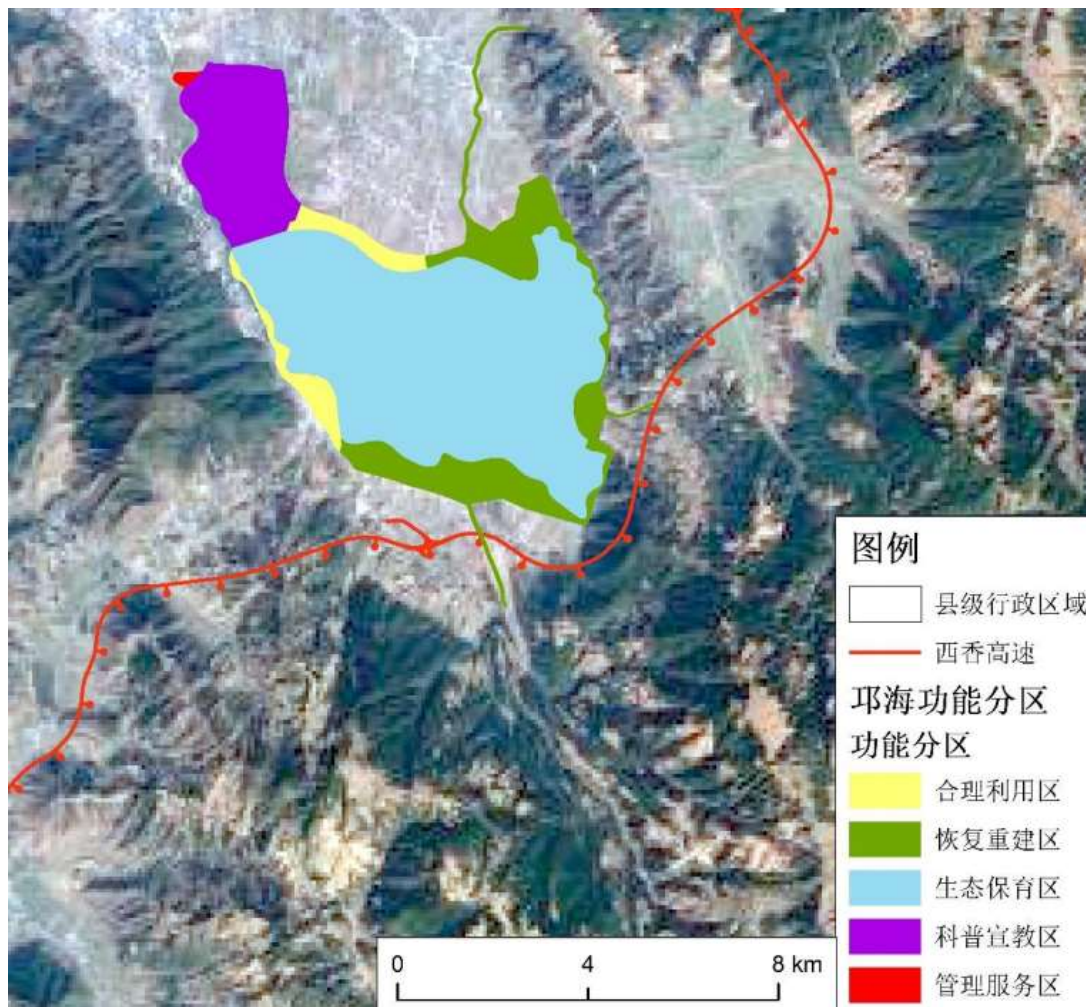 图例
县级行政区域
西香高速
邛海功能分区
功能分区
合理利用区
恢复重建区
生态保育区
科普宣教区
管理服务区
0 4 8 km